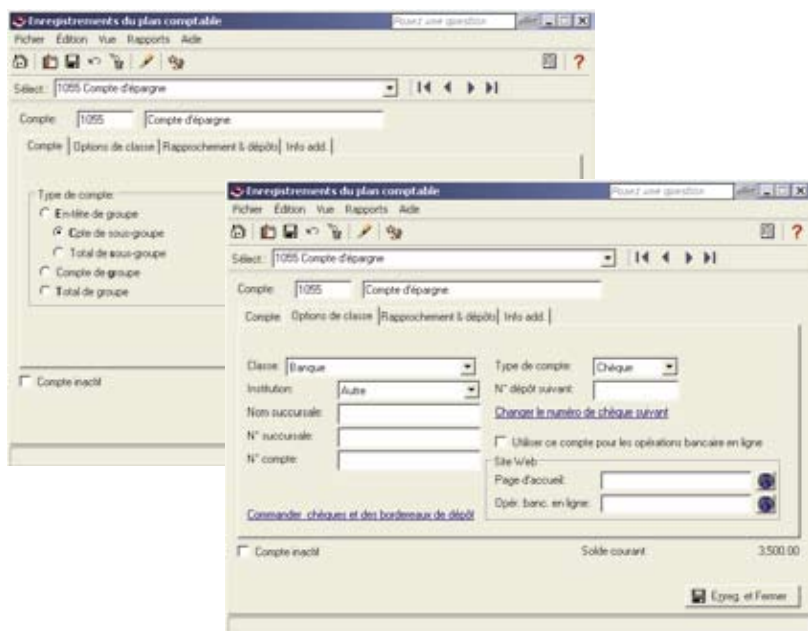 Enregistrements du plan comptable
Posez une question
Fichier Édition Vue Rapports Aide
Sélect.: 1055 Compte d'épargne
Compte: 1055 Compte d'épargne
Compte Options de classe Rapprochement & dépôts Info add.
Type de compte:
En-tête de groupe
Cpte de sous-groupe
Total de sous-groupe
Compte de groupe
Total de groupe
Compte inactif
Enregistrements du plan comptable
Posez une question
Fichier Édition Vue Rapports Aide
Sélect.: 1055 Compte d'épargne
Compte: 1055 Compte d'épargne
Compte Options de classe Rapprochement & dépôts Info add.
Classe: Banque Type de compte: Chèque
Institution: Autre N° dépôt suivant:
Nom succursale: Changer le numéro de chèque suivant
N° succursale: Utiliser ce compte pour les opérations bancaire en ligne
N° compte: Site Web
Page d'accueil:
Opér. banc. en ligne:
Commander chèques et des bordereaux de dépôt
Compte inactif Solde courant 3,500.00
Enreg. et Fermer